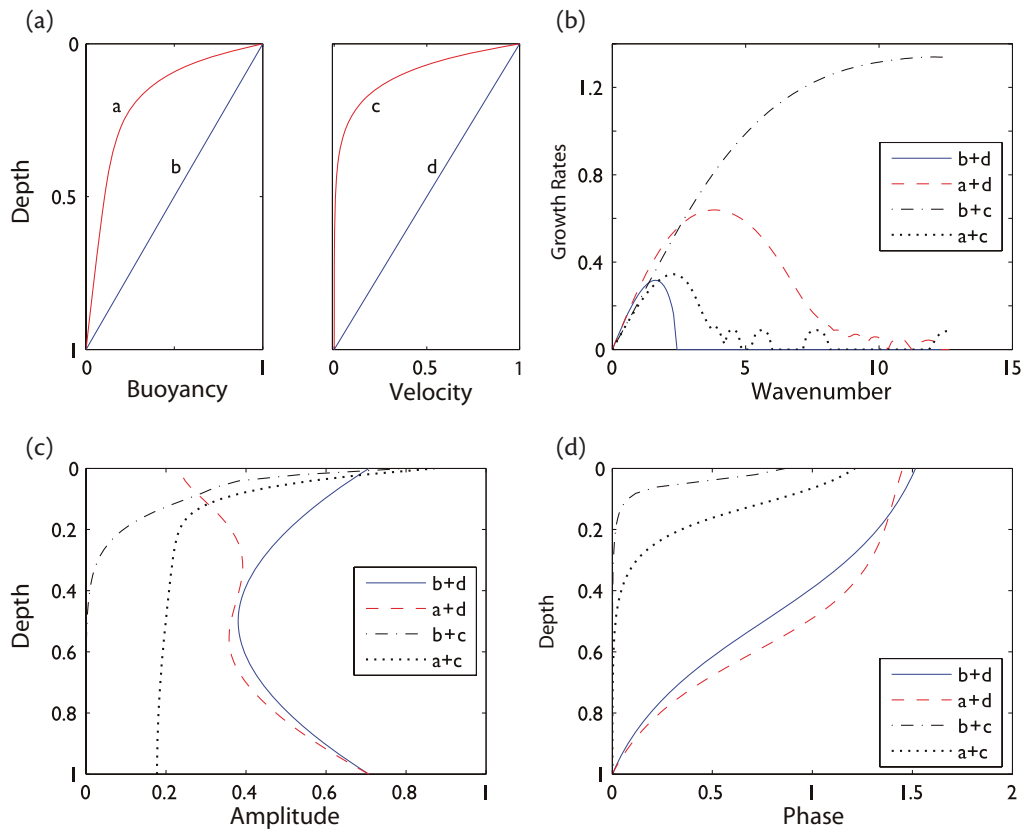 (a)
0
0.5
1
Depth
a
b
0
0.5
1
Buoyancy
c
d
0
0.5
1
Velocity
(b)
1.2
0.8
0.4
0
Growth Rates
b+d
a+d
b+c
a+c
0
5
10
15
Wavenumber
(c)
0
0.2
0.4
0.6
0.8
1
Depth
b+d
a+d
b+c
a+c
0
0.2
0.4
0.6
0.8
1
Amplitude
(d)
0
0.2
0.4
0.6
0.8
1
Depth
b+d
a+d
b+c
a+c
0
0.5
1
1.5
2
Phase